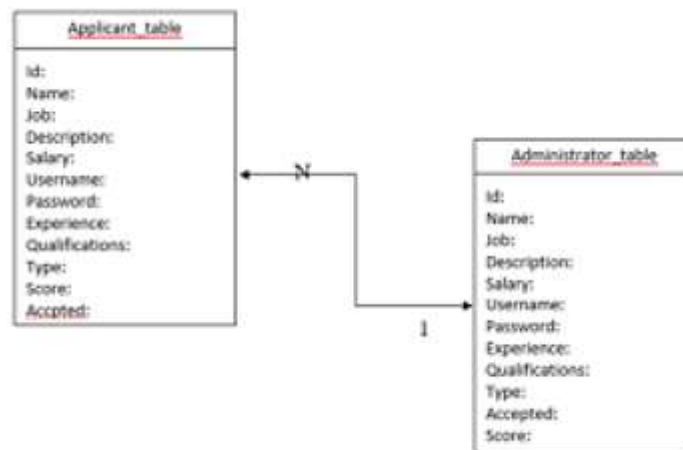 Applicant_table
Id:
Name:
Job:
Description:
Salary:
Username:
Password:
Experience:
Qualifications:
Type:
Score:
Accpted:
N
1
Administrator_table
Id:
Name:
Job:
Description:
Salary:
Username:
Password:
Experience:
Qualifications:
Type:
Accepted:
Score: